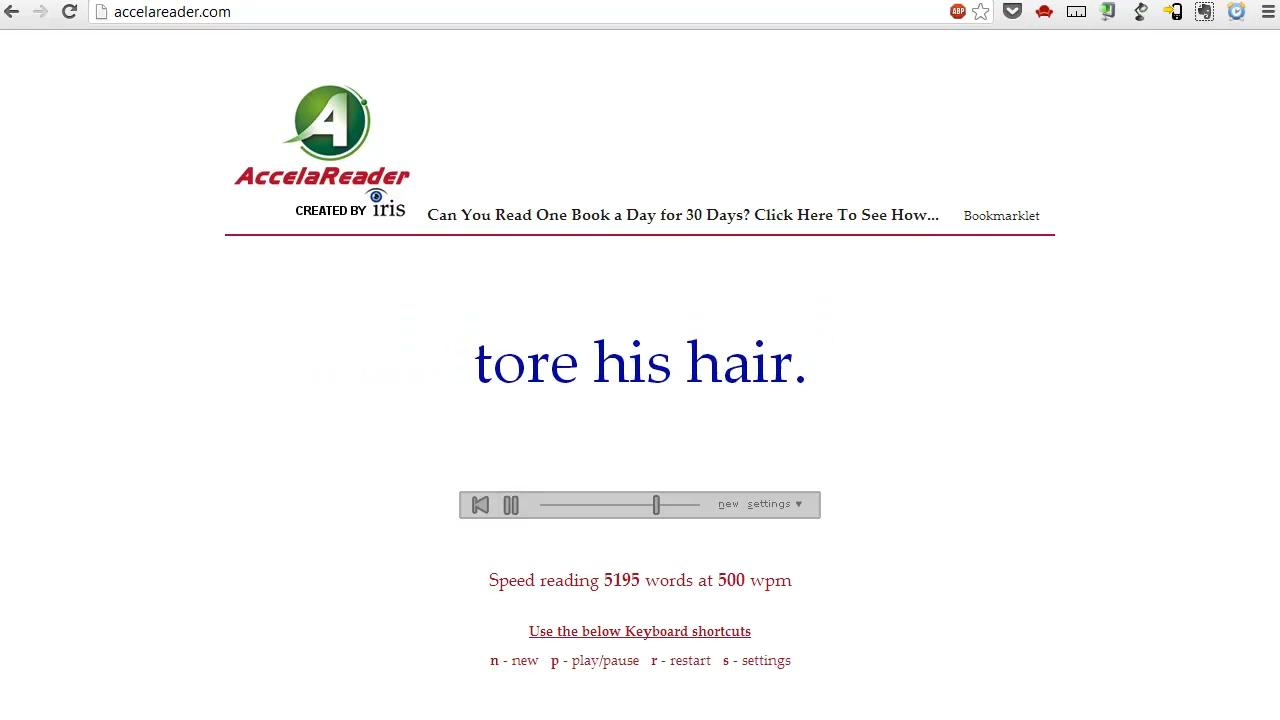 accelareader.com
ABP
A
AccelaReader
CREATED BY iris
Can You Read One Book a Day for 30 Days? Click Here To See How...
Bookmarklet
tore his hair.
new settings ▼
Speed reading 5195 words at 500 wpm
Use the below Keyboard shortcuts
n - new p - play/pause r - restart s - settings